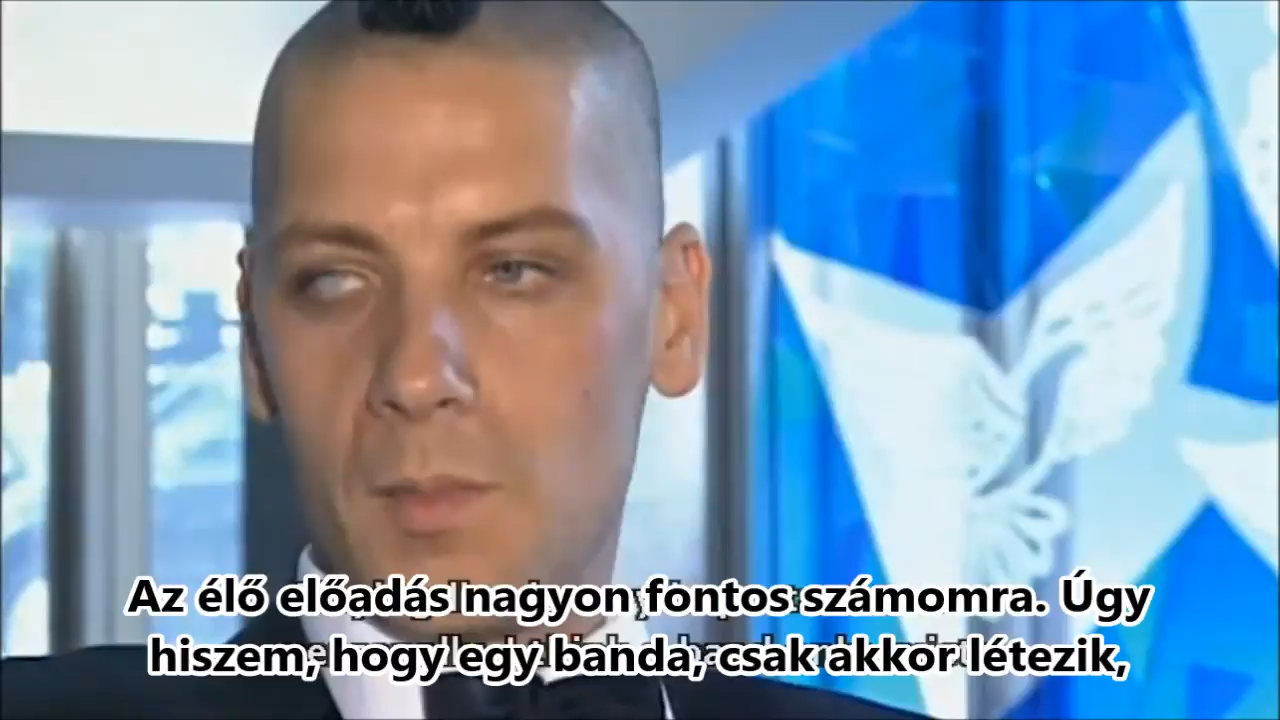 Az élő előadás nagyon fontos számomra. Úgy
hiszem, hogy egy banda, csak akkor létezik,